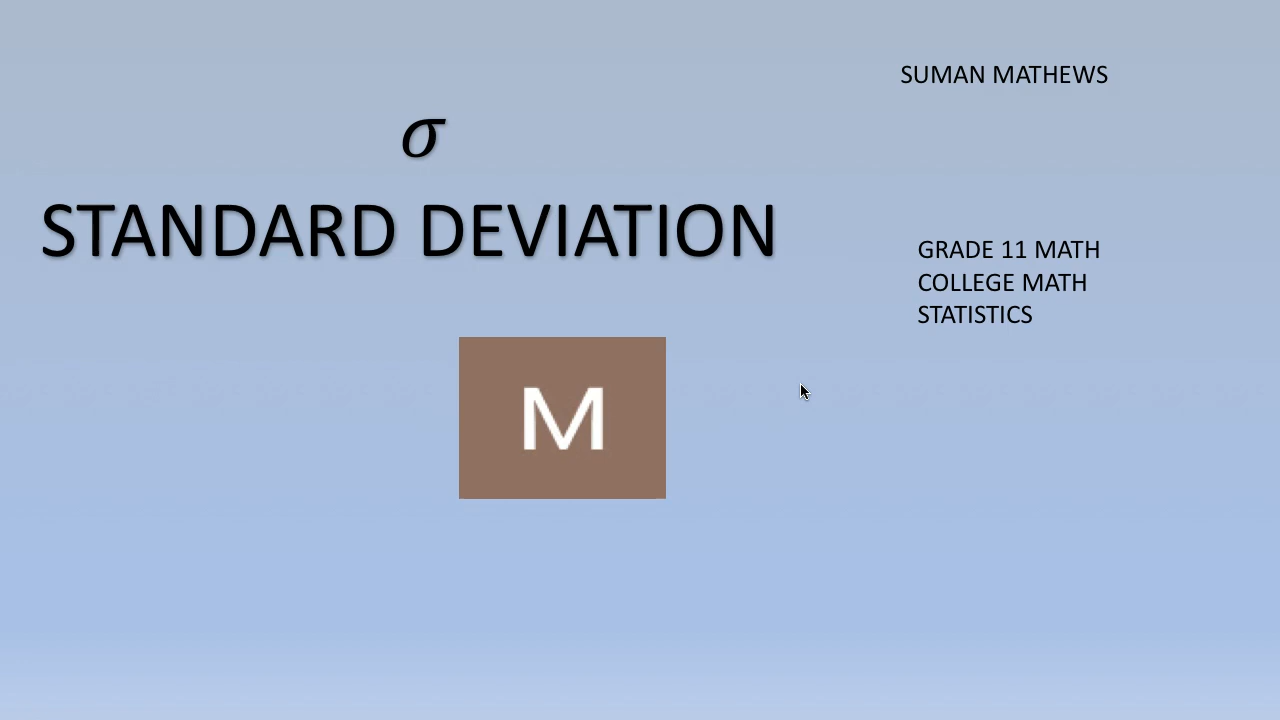 SUMAN MATHEWS
σ
STANDARD DEVIATION
GRADE 11 MATH
COLLEGE MATH
STATISTICS
M